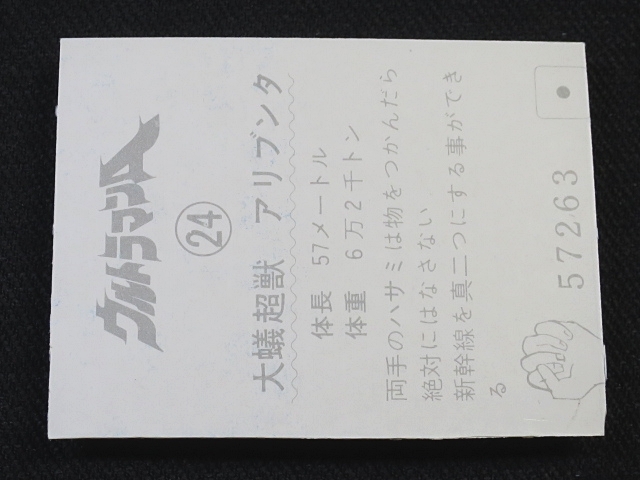 ウルトラマンA
24
大蟻超獣 アリブンタ
体長 57メートル
体重 6万2千トン
両手のハサミは物をつかんだら
絶対にはなさない
新幹線を真二つにする事ができ
る
57263